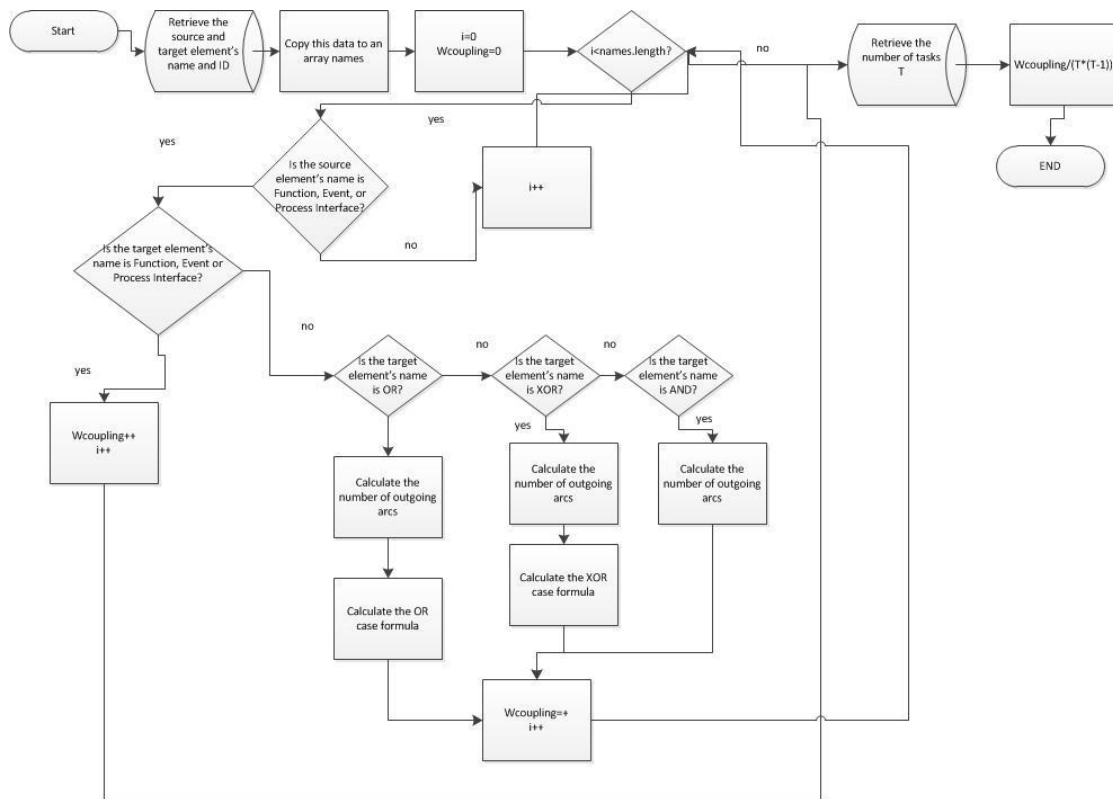 Start
Retrieve the
source and
target element's
name and ID
Copy this data to an
array names
i=0
Wcoupling=0
i<names.length?
no
Retrieve the
number of tasks
T
Wcoupling/(T*(T-1))
END
yes
yes
Is the source
element's name is
Function, Event, or
Process Interface?
i++
no
Is the target element's
name is Function, Event or
Process Interface?
no
yes
Is the target
element's name
is OR?
no
Is the target
element's name
is XOR?
no
Is the target
element's name
is AND?
yes
yes
Wcoupling++
i++
Calculate the
number of outgoing
arcs
Calculate the
number of outgoing
arcs
Calculate the
number of outgoing
arcs
Calculate the OR
case formula
Calculate the XOR
case formula
Wcoupling=+
i++